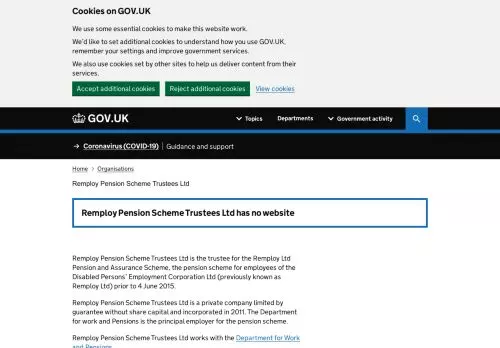 Cookies on GOV.UK
We use some essential cookies to make this website work.
We'd like to set additional cookies to understand how you use GOV.UK,
remember your settings and improve government services.
We also use cookies set by other sites to help us deliver content from their
services.
Accept additional cookies Reject additional cookies View cookies
GOV.UK Topics Departments Government activity
→ Coronavirus (COVID-19) Guidance and support
Home > Organisations
Remploy Pension Scheme Trustees Ltd
Remploy Pension Scheme Trustees Ltd has no website
Remploy Pension Scheme Trustees Ltd is the trustee for the Remploy Ltd
Pension and Assurance Scheme, the pension scheme for employees of the
Disabled Persons' Employment Corporation Ltd (previously known as
Remploy Ltd) prior to 4 June 2015.
Remploy Pension Scheme Trustees Ltd is a private company limited by
guarantee without share capital and incorporated in 2011. The Department
for work and Pensions is the principal employer for the pension scheme.
Remploy Pension Scheme Trustees Ltd works with the Department for Work
and Pensions